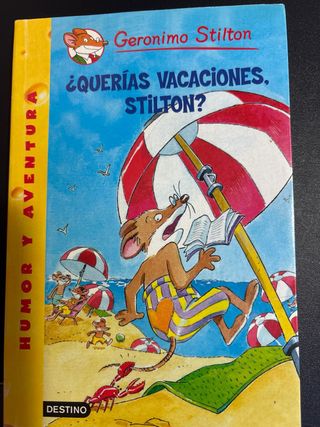 Geronimo Stilton
¿QUERÍAS VACACIONES,
STILTON?
HUMOR Y AVENTURA
DESTINO